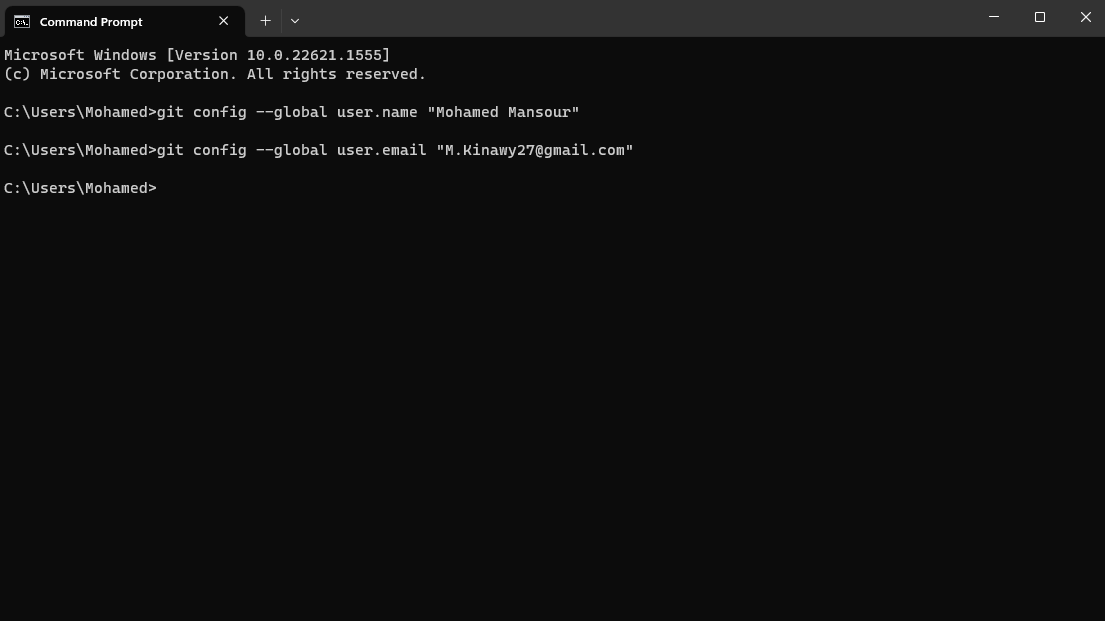 Command Prompt
Microsoft Windows [Version 10.0.22621.1555]
(c) Microsoft Corporation. All rights reserved.
C:\Users\Mohamed>git config --global user.name "Mohamed Mansour"
C:\Users\Mohamed>git config --global user.email "M.Kinawy27@gmail.com"
C:\Users\Mohamed>